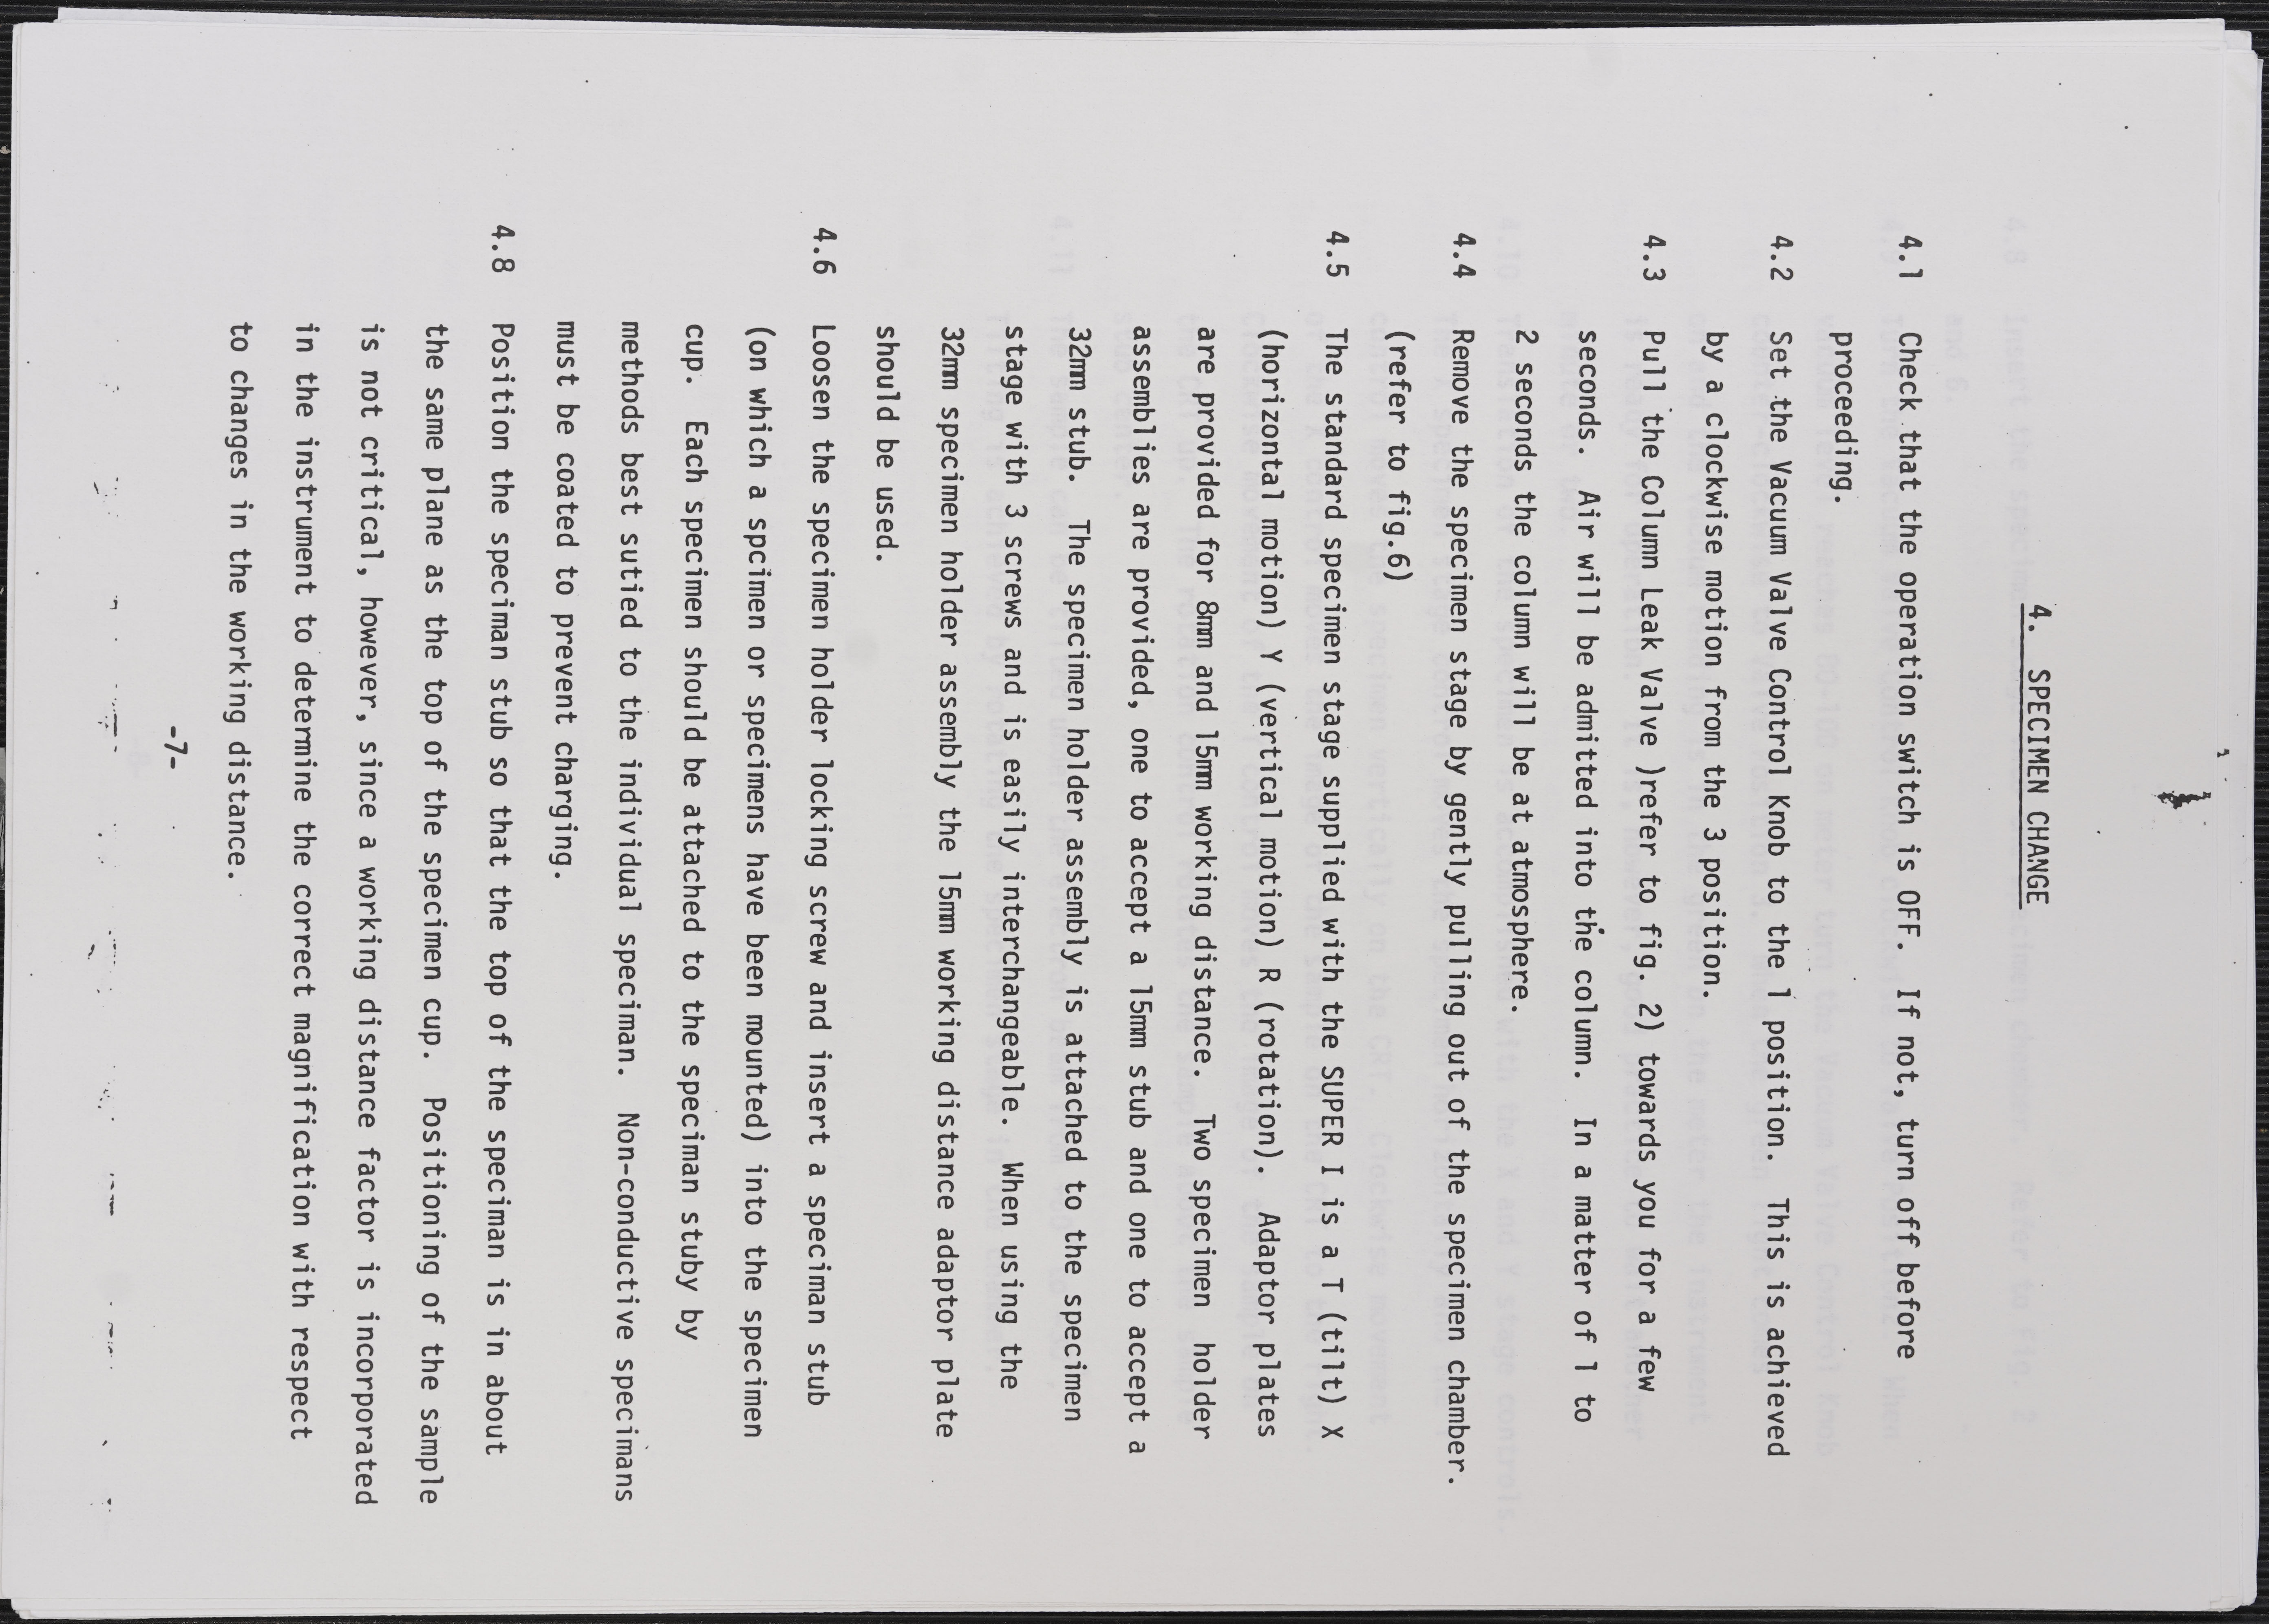 4. SPECIMEN CHANGE
4.1 Check that the operation switch is OFF. If not, turn off before
proceeding.
4.2 Set the Vacuum Valve Control Knob to the 1 position. This is achieved
by a clockwise motion from the 3 position.
4.3 Pull the Column Leak Valve )refer to fig. 2) towards you for a few
seconds. Air will be admitted into the column. In a matter of 1 to
2 seconds the column will be at atmosphere.
4.4 Remove the specimen stage by gently pulling out of the specimen chamber.
(refer to fig.6)
4.5 The standard specimen stage supplied with the SUPER I is a T (tilt) X
(horizontal motion) Y (vertical motion) R (rotation). Adaptor plates
are provided for 8mm and 15mm working distance. Two specimen holder
assemblies are provided, one to accept a 15mm stub and one to accept a
32mm stub. The specimen holder assembly is attached to the specimen
stage with 3 screws and is easily interchangeable. When using the
32mm specimen holder assembly the 15mm working distance adaptor plate
should be used.
4.6 Loosen the specimen holder locking screw and insert a speciman stub
(on which a spcimen or specimens have been mounted) into the specimen
cup. Each specimen should be attached to the speciman stuby by
methods best sutied to the individual speciman. Non-conductive specimans
must be coated to prevent charging.
4.8 Position the speciman stub so that the top of the speciman is in about
the same plane as the top of the specimen cup. Positioning of the sample
is not critical, however, since a working distance factor is incorporated
in the instrument to determine the correct magnification with respect
to changes in the working distance.
-7-